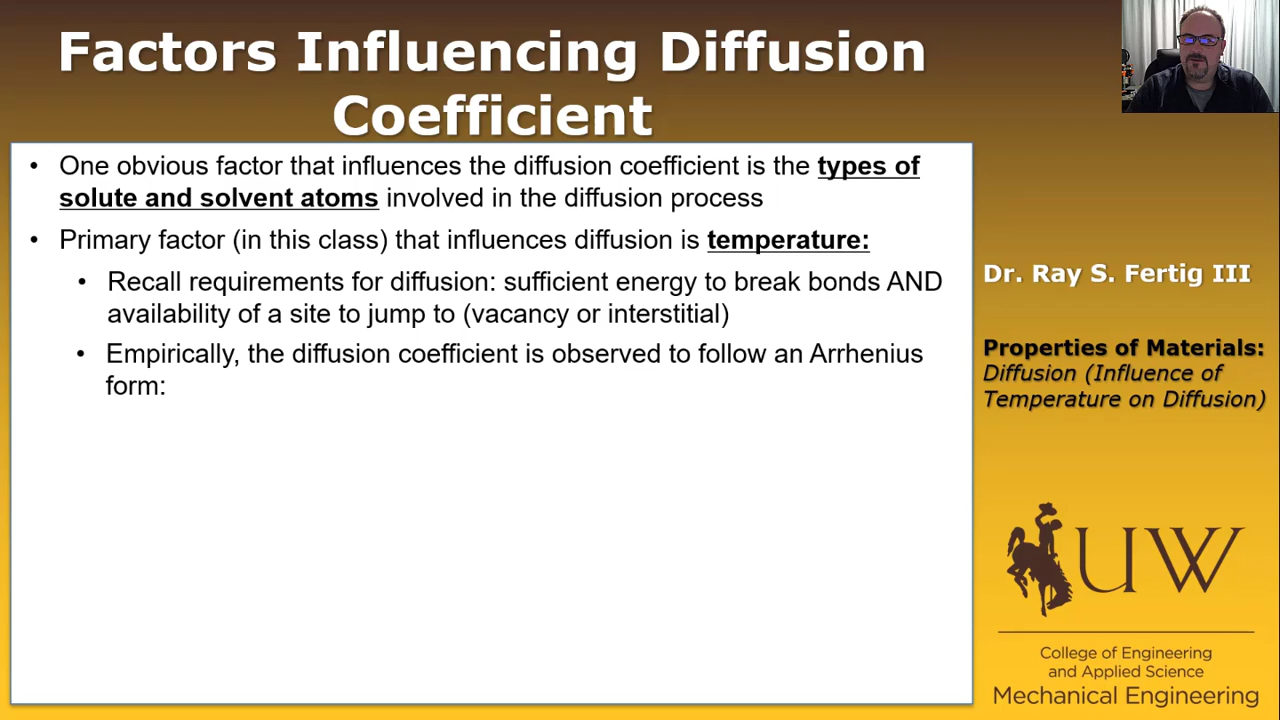 Factors Influencing Diffusion
Coefficient
• One obvious factor that influences the diffusion coefficient is the types of
solute and solvent atoms involved in the diffusion process
• Primary factor (in this class) that influences diffusion is temperature:
• Recall requirements for diffusion: sufficient energy to break bonds AND
availability of a site to jump to (vacancy or interstitial)
• Empirically, the diffusion coefficient is observed to follow an Arrhenius
form:
Dr. Ray S. Fertig III
Properties of Materials:
Diffusion (Influence of
Temperature on Diffusion)
UW
College of Engineering
and Applied Science
Mechanical Engineering